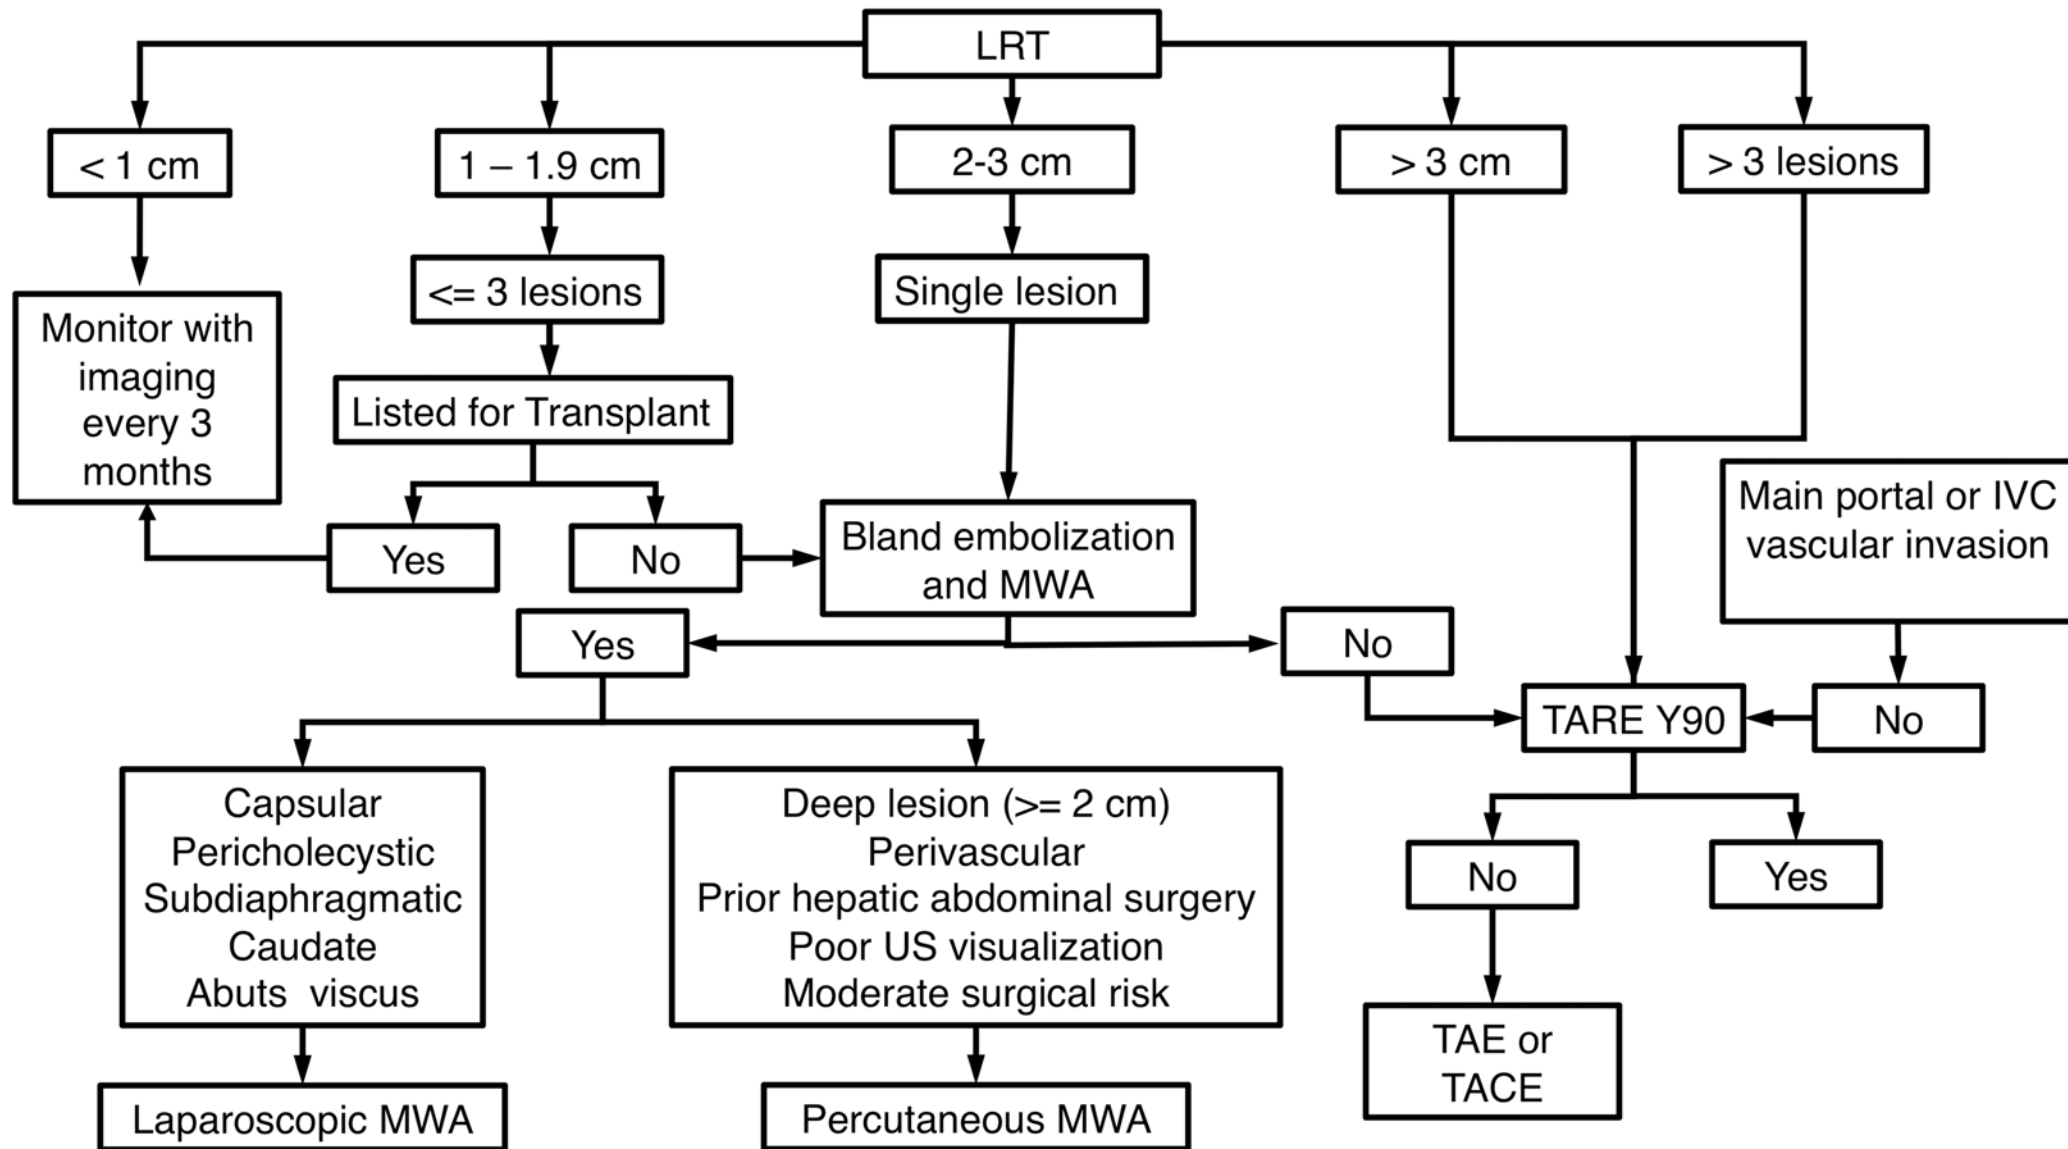 LRT
< 1 cm
1 – 1.9 cm
2-3 cm
> 3 cm
> 3 lesions
<= 3 lesions
Single lesion
Monitor with
imaging
every 3
months
Listed for Transplant
Main portal or IVC
vascular invasion
Yes
No
Bland embolization
and MWA
Yes
No
TARE Y90
No
Capsular
Pericholecystic
Subdiaphragmatic
Caudate
Abuts viscus
Deep lesion (>= 2 cm)
Perivascular
Prior hepatic abdominal surgery
Poor US visualization
Moderate surgical risk
No
Yes
TAE or
TACE
Laparoscopic MWA
Percutaneous MWA